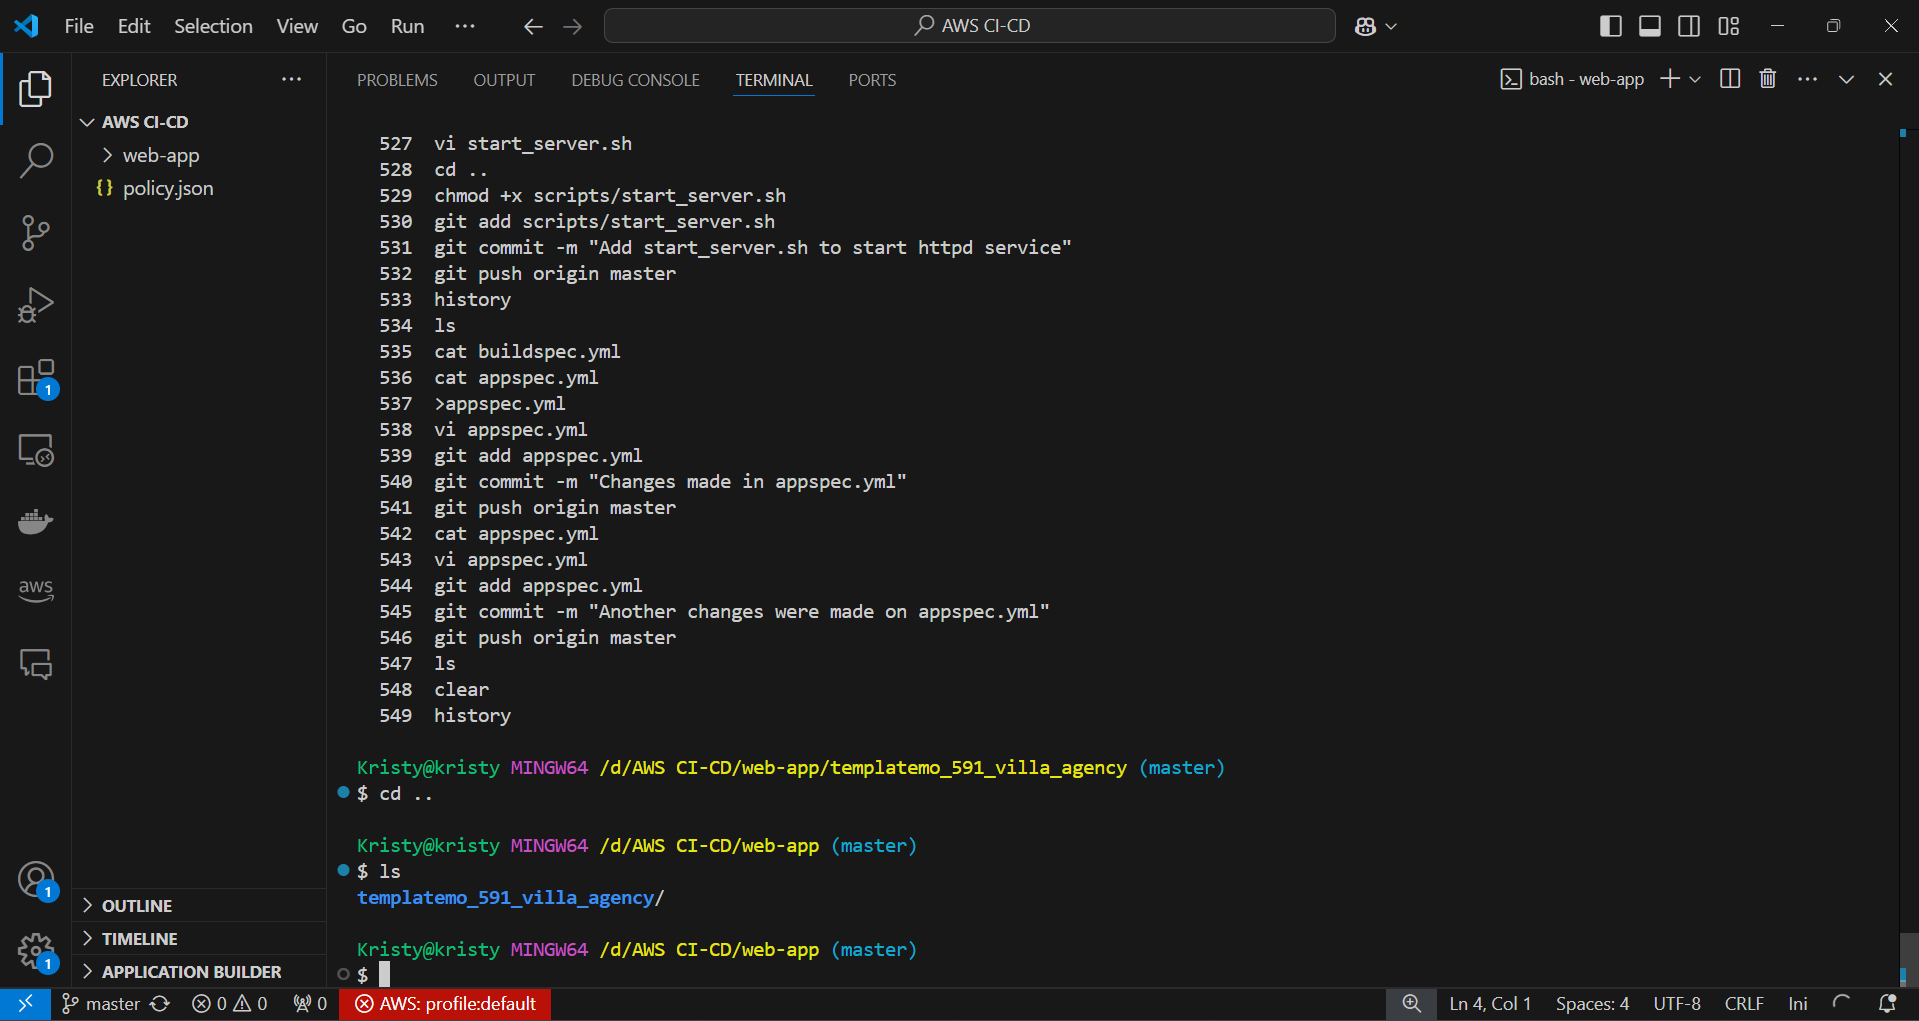 File Edit Selection View Go Run ··· AWS CI-CD
EXPLORER ···
AWS CI-CD
web-app
{} policy.json
OUTLINE
TIMELINE
APPLICATION BUILDER
1
aws
1
1
PROBLEMS OUTPUT DEBUG CONSOLE TERMINAL PORTS bash - web-app
527 vi start_server.sh
528 cd ..
529 chmod +x scripts/start_server.sh
530 git add scripts/start_server.sh
531 git commit -m "Add start_server.sh to start httpd service"
532 git push origin master
533 history
534 ls
535 cat buildspec.yml
536 cat appspec.yml
537 >appspec.yml
538 vi appspec.yml
539 git add appspec.yml
540 git commit -m "Changes made in appspec.yml"
541 git push origin master
542 cat appspec.yml
543 vi appspec.yml
544 git add appspec.yml
545 git commit -m "Another changes were made on appspec.yml"
546 git push origin master
547 ls
548 clear
549 history
Kristy@kristy MINGW64 /d/AWS CI-CD/web-app/templatemo_591_villa_agency (master)
$ cd ..
Kristy@kristy MINGW64 /d/AWS CI-CD/web-app (master)
$ ls
templatemo_591_villa_agency/
Kristy@kristy MINGW64 /d/AWS CI-CD/web-app (master)
$
master 0 0 0 AWS: profile:default Ln 4, Col 1 Spaces: 4 UTF-8 CRLF Ini